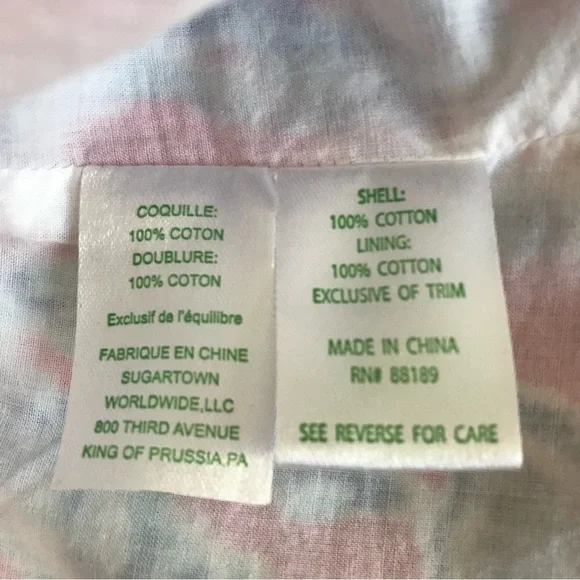 COQUILLE:
100% COTON
DOUBLURE:
100% COTON
Exclusif de l'équilibre
FABRIQUE EN CHINE
SUGARTOWN
WORLDWIDE,LLC
800 THIRD AVENUE
KING OF PRUSSIA,PA
SHELL:
100% COTTON
LINING:
100% COTTON
EXCLUSIVE OF TRIM
MADE IN CHINA
RN# 88189
SEE REVERSE FOR CARE